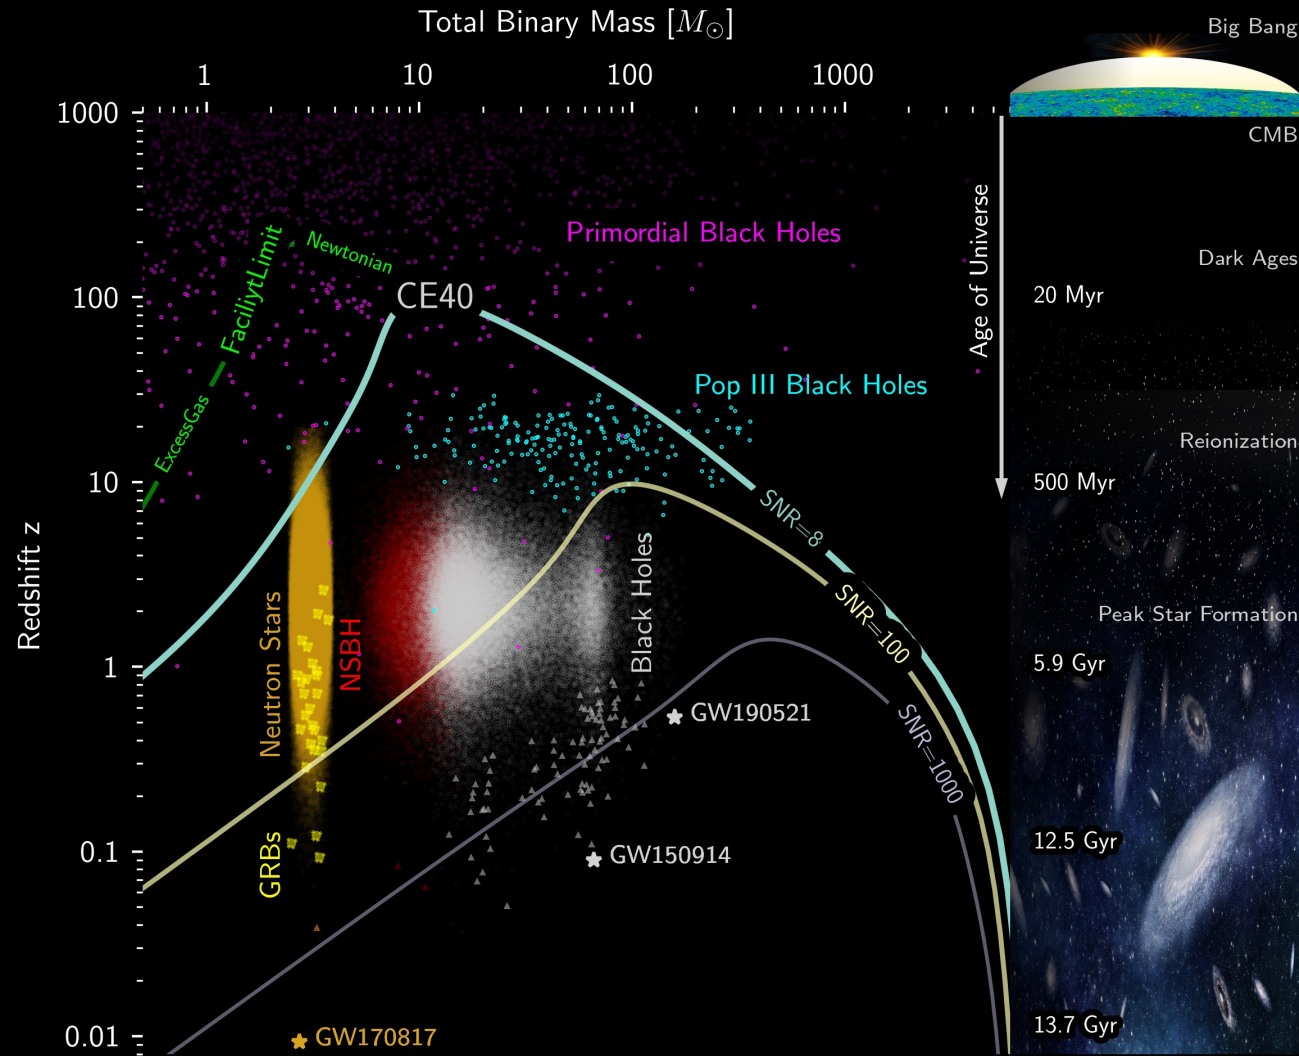 Total Binary Mass [M⊙]
Big Bang
1 10 100 1000
1000
CMB
Age of Universe
Primordial Black Holes
Newtonian
FaciliytLimit
Dark Ages
100
CE40
20 Myr
ExcessGas
Pop III Black Holes
Reionization
10
500 Myr
SNR=8
Redshift z
Neutron Stars
NSBH
Black Holes
SNR=100
Peak Star Formation
1
5.9 Gyr
GW190521
SNR=1000
0.1
GRBs
GW150914
12.5 Gyr
0.01
GW170817
13.7 Gyr